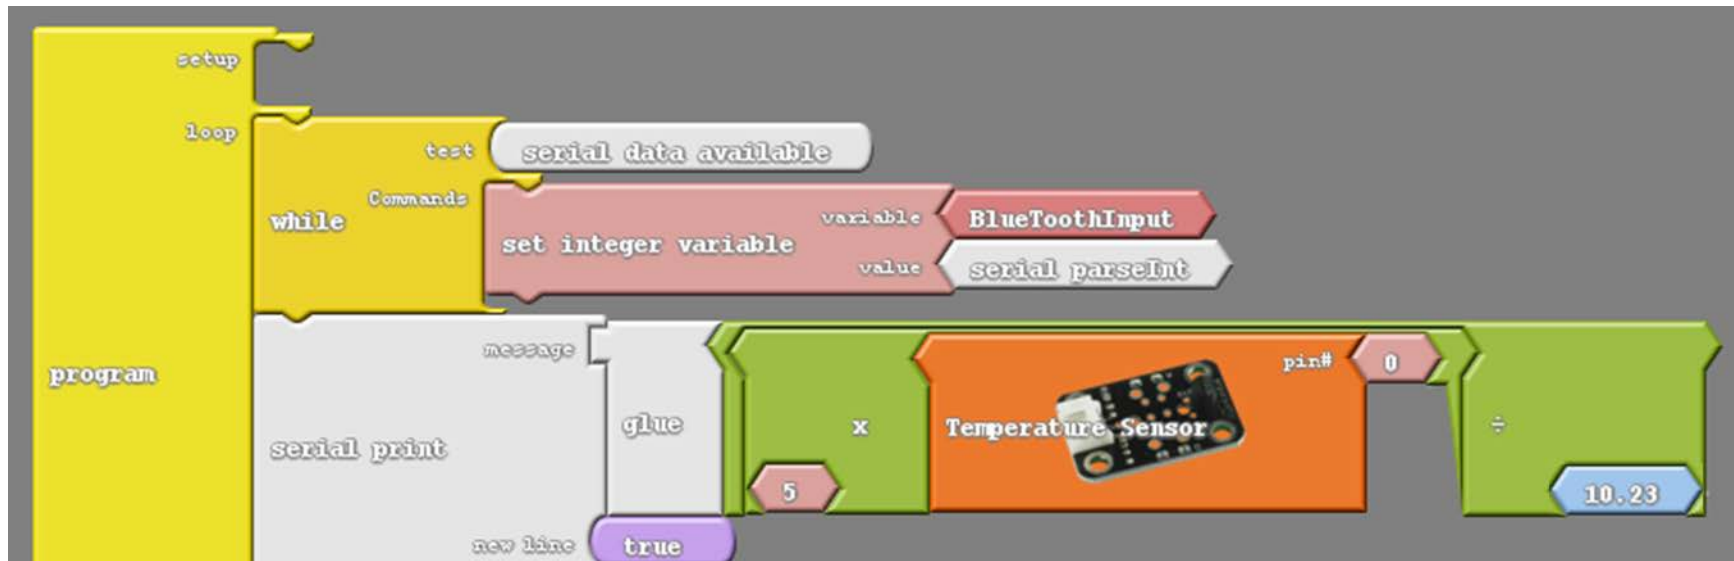 setup
loop
test
serial data available
Commands
while
set integer variable
variable
BlueToothInput
value
serial parseInt
program
serial print
message
glue
5
x
Temperature Sensor
pin#
0
÷
10.23
new line
true